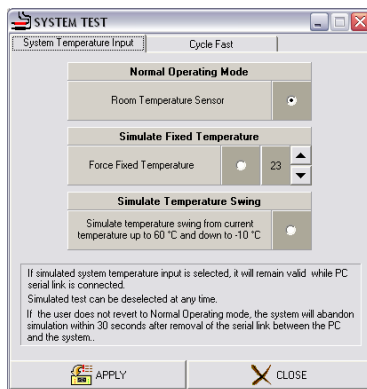 SYSTEM TEST
System Temperature Input
Cycle Fast
Normal Operating Mode
Room Temperature Sensor
Simulate Fixed Temperature
Force Fixed Temperature
23
Simulate Temperature Swing
Simulate temperature swing from current
temperature up to 60 °C and down to -10 °C
If simulated system temperature input is selected, it will remain valid while PC
serial link is connected.
Simulated test can be deselected at any time.
If the user does not revert to Normal Operating mode, the system will abandon
simulation within 30 seconds after removal of the serial link between the PC
and the system..
APPLY
CLOSE